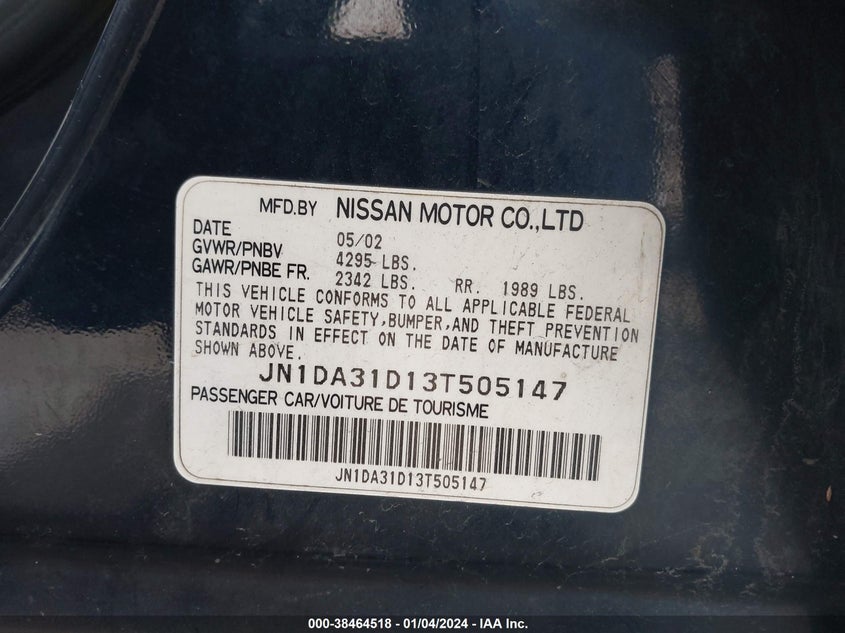 MFD.BY NISSAN MOTOR CO.,LTD
DATE 05/02
GVWR/PNBV 4295 LBS.
GAWR/PNBE FR. 2342 LBS. RR. 1989 LBS.
THIS VEHICLE CONFORMS TO ALL APPLICABLE FEDERAL
MOTOR VEHICLE SAFETY,BUMPER,AND THEFT PREVENTION
STANDARDS IN EFFECT ON THE DATE OF MANUFACTURE
SHOWN ABOVE.
JN1DA31D13T505147
PASSENGER CAR/VOITURE DE TOURISME
JN1DA31D13T505147
000-38464518 - 01/04/2024 - IAA Inc.